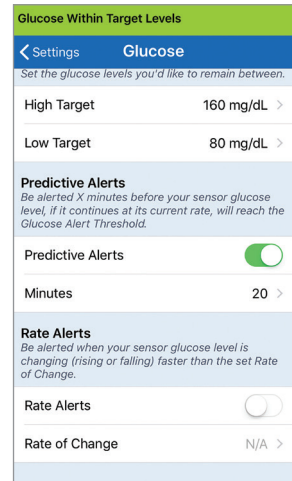 Glucose Within Target Levels
Settings Glucose
Set the glucose levels you'd like to remain between.
High Target 160 mg/dL
Low Target 80 mg/dL
Predictive Alerts
Be alerted X minutes before your sensor glucose
level, if it continues at its current rate, will reach the
Glucose Alert Threshold.
Predictive Alerts
Minutes 20
Rate Alerts
Be alerted when your sensor glucose level is
changing (rising or falling) faster than the set Rate
of Change.
Rate Alerts
Rate of Change N/A